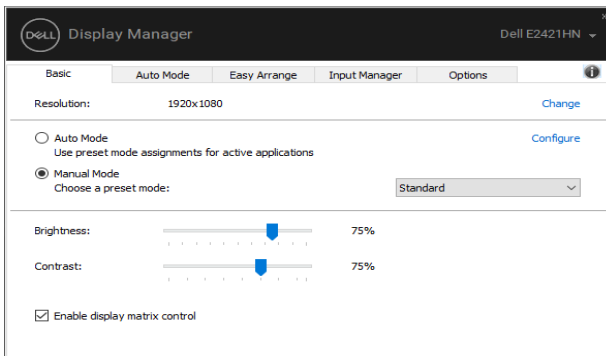 DELL Display Manager Dell E2421HN
Basic Auto Mode Easy Arrange Input Manager Options i
Resolution: 1920x1080 Change
Auto Mode Configure
Use preset mode assignments for active applications
Manual Mode
Choose a preset mode: Standard
Brightness: 75%
Contrast: 75%
Enable display matrix control